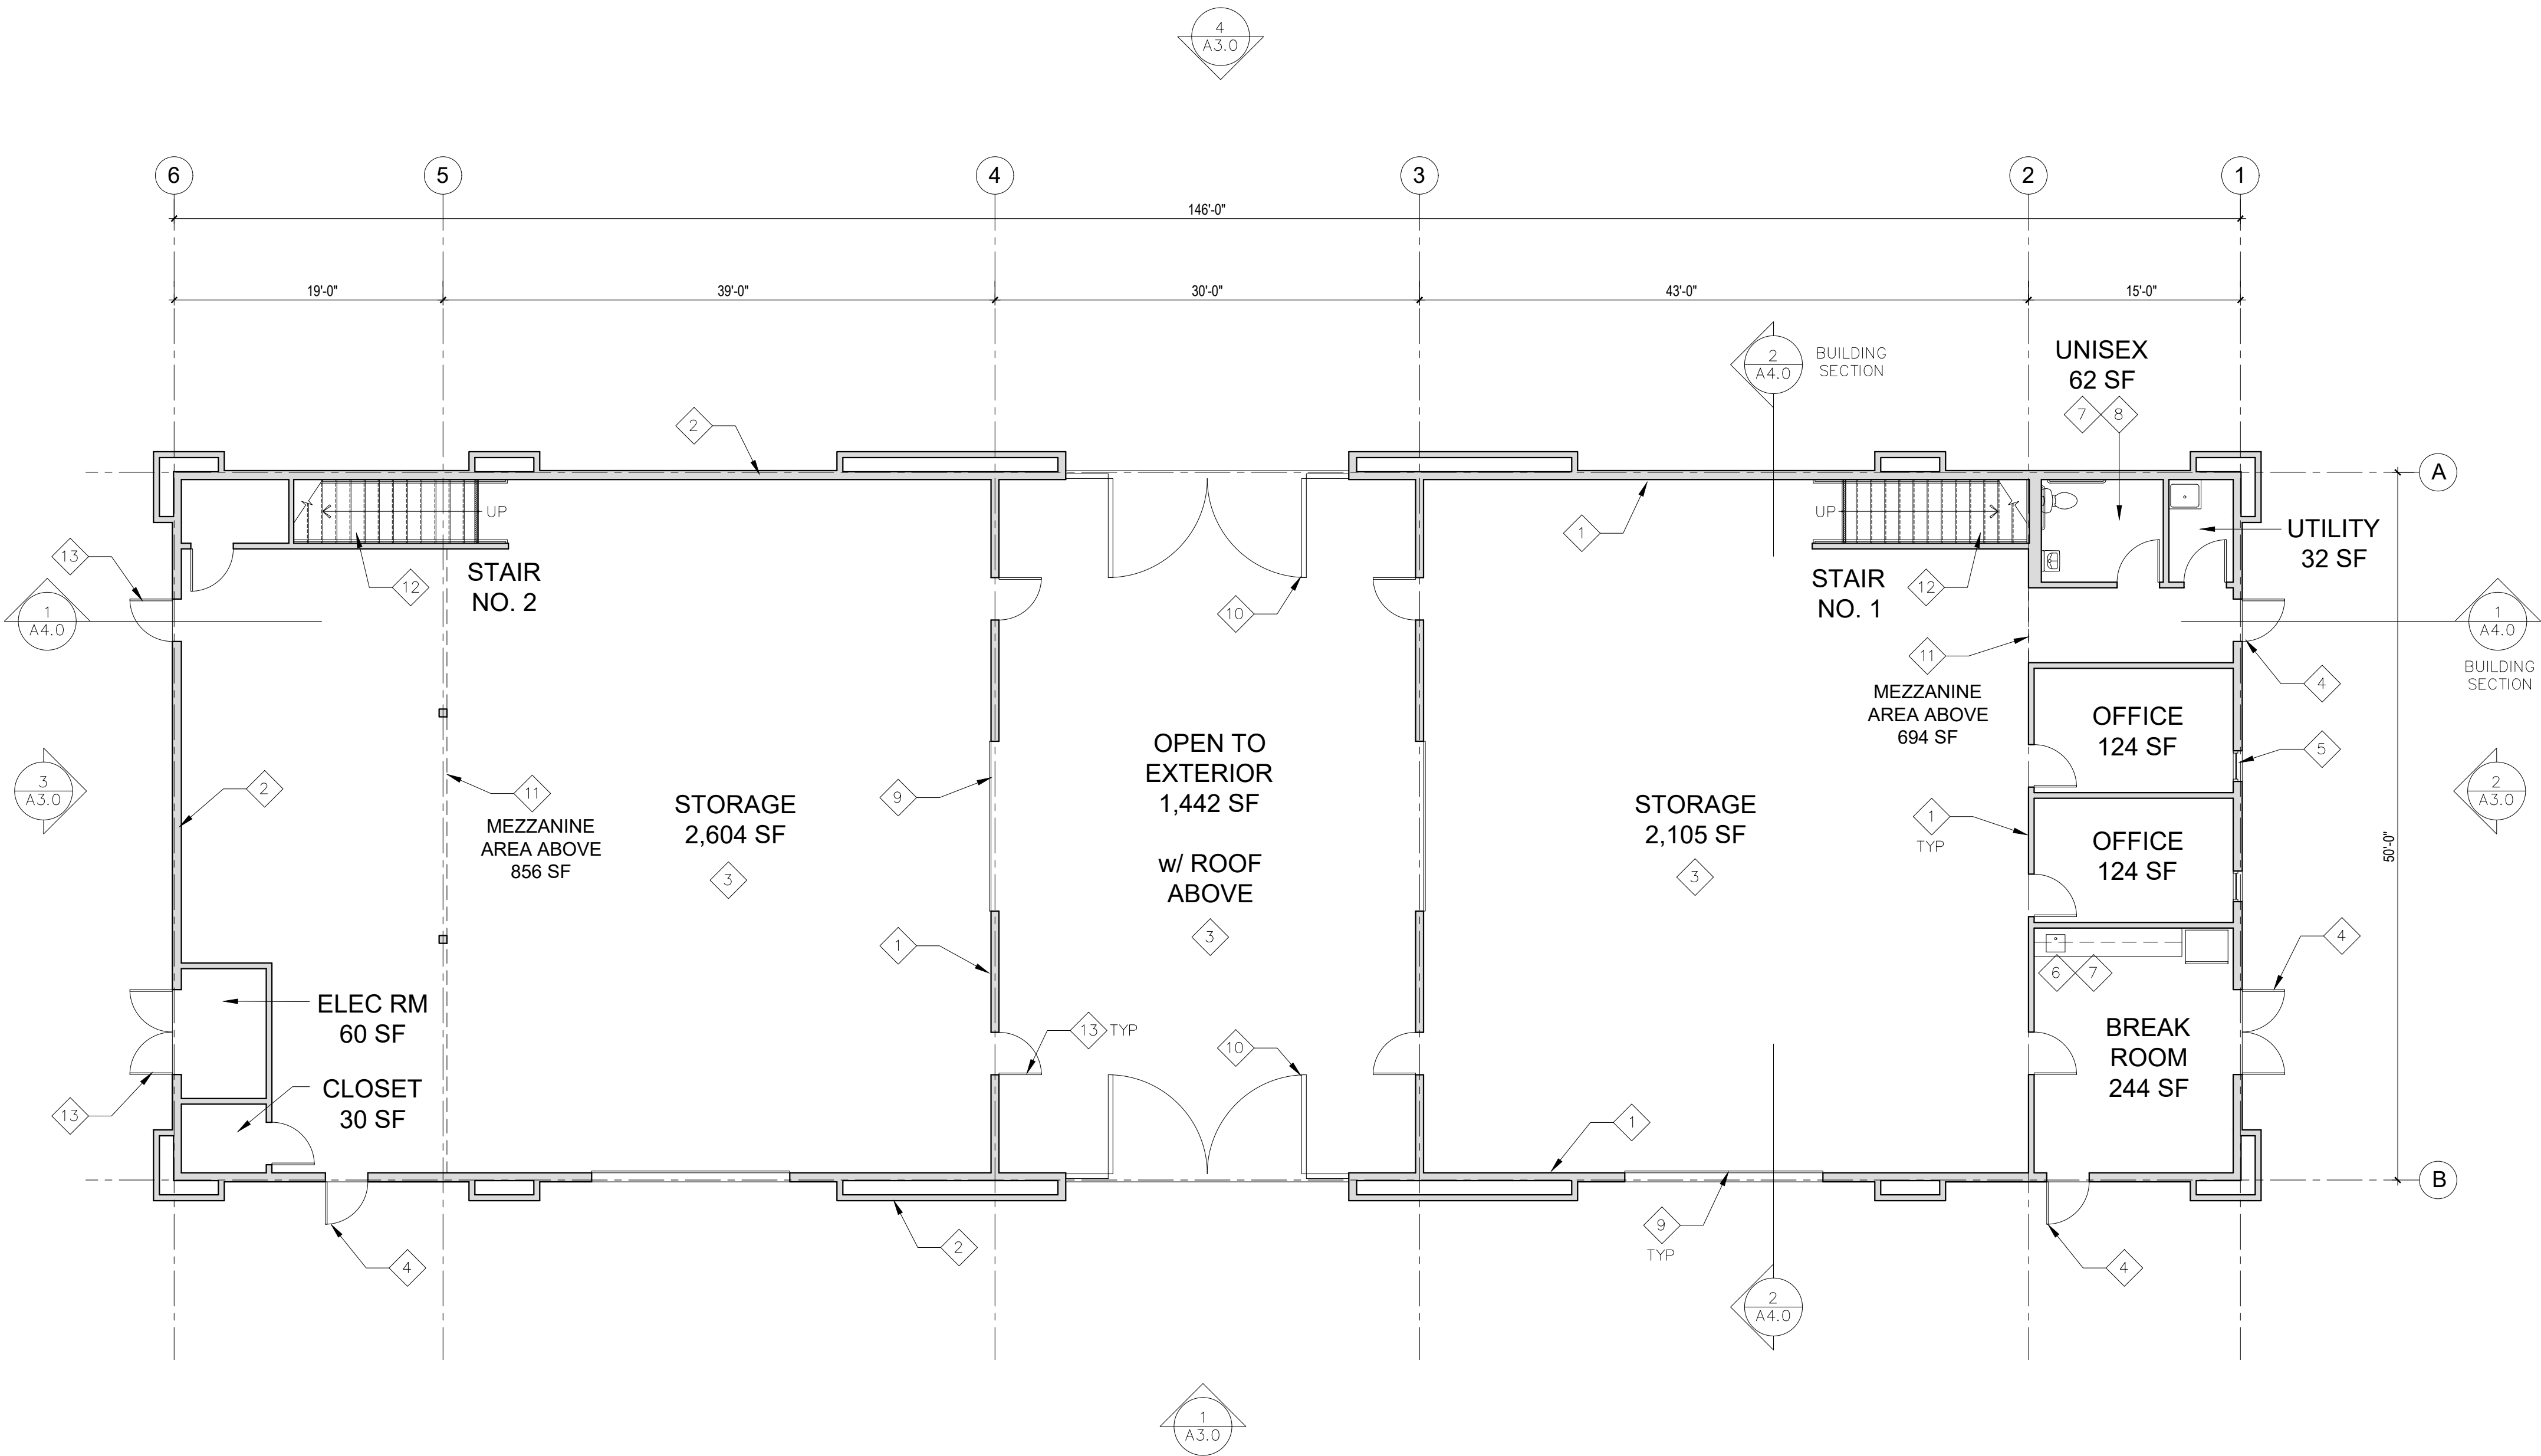 4
A3.0
6
5
4
3
2
1
146'-0"
19'-0"
39'-0"
30'-0"
43'-0"
15'-0"
2
A4.0
BUILDING
SECTION
UNISEX
62 SF
7
8
2
A
UP
UP
1
UTILITY
32 SF
13
STAIR
NO. 2
12
STAIR
NO. 1
12
1
A4.0
10
1
A4.0
BUILDING
SECTION
11
4
MEZZANINE
AREA ABOVE
694 SF
OFFICE
124 SF
5
3
A3.0
2
A3.0
2
11
MEZZANINE
AREA ABOVE
856 SF
STORAGE
2,604 SF
3
9
OPEN TO
EXTERIOR
1,442 SF
w/ ROOF
ABOVE
3
STORAGE
2,105 SF
3
1
TYP
OFFICE
124 SF
50'-0"
1
4
6
7
ELEC RM
60 SF
13 TYP
10
BREAK
ROOM
244 SF
CLOSET
30 SF
13
1
B
9
TYP
2
4
4
2
A4.0
1
A3.0